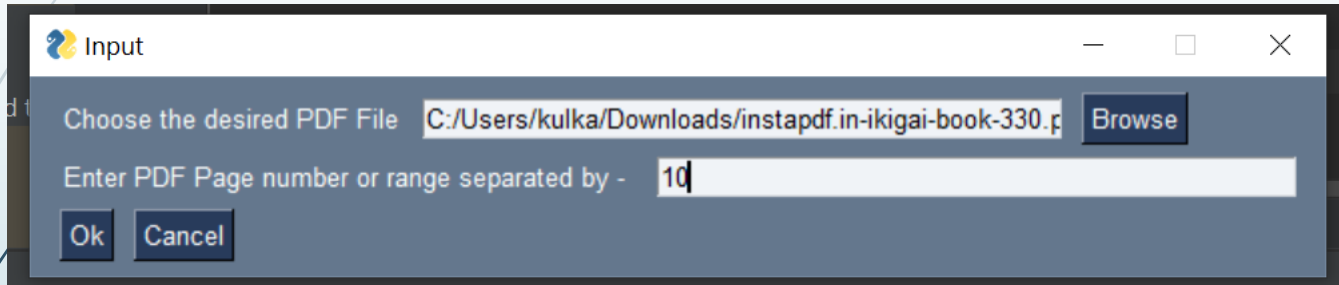 Input
d t
Choose the desired PDF File C:/Users/kulka/Downloads/instapdf.in-ikigai-book-330.p Browse
Enter PDF Page number or range separated by - 10
Ok Cancel